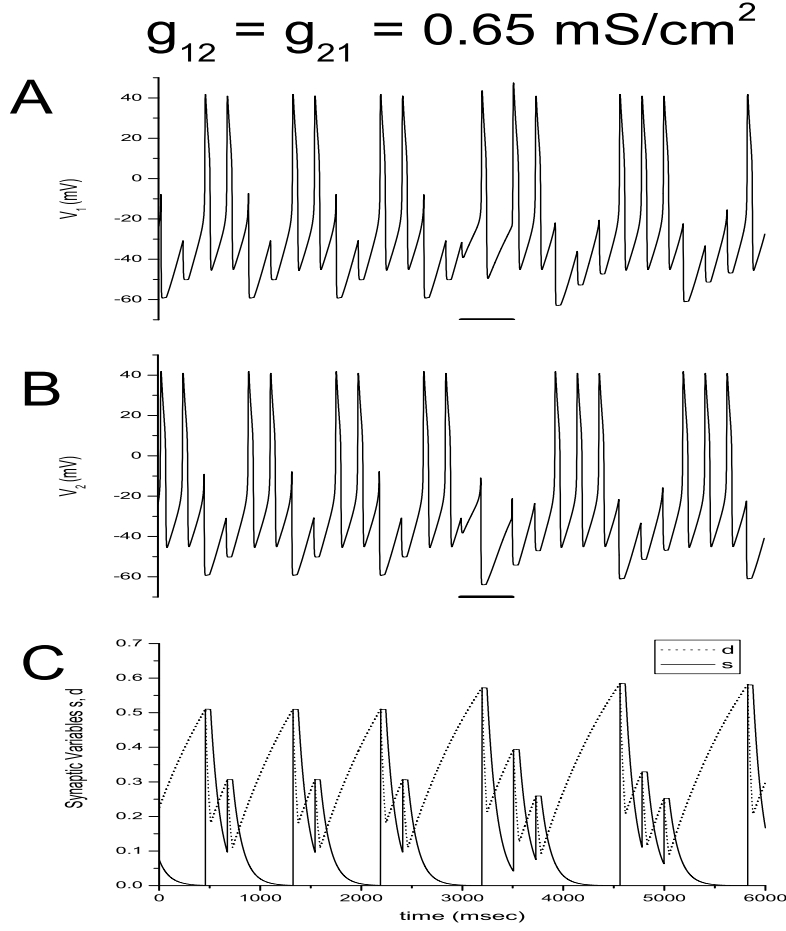 g12 = g21 = 0.65 mS/cm2
A
40
20
0
-20
-40
-60
V1 (mV)
B
40
20
0
-20
-40
-60
V2 (mV)
C
0.7
0.6
0.5
0.4
0.3
0.2
0.1
0.0
Synaptic Variables s, d
d
s
0 1000 2000 3000 4000 5000 6000
time (msec)